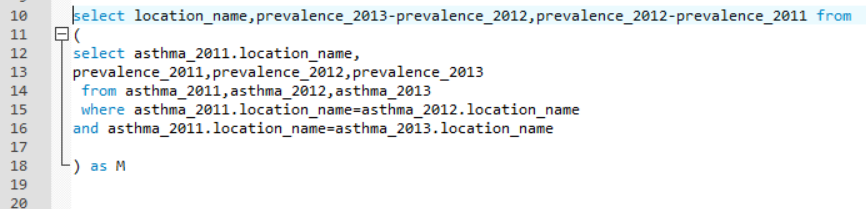 10 select location_name,prevalence_2013-prevalence_2012,prevalence_2012-prevalence_2011 from
11 (
12 select asthma_2011.location_name,
13 prevalence_2011,prevalence_2012,prevalence_2013
14 from asthma_2011,asthma_2012,asthma_2013
15 where asthma_2011.location_name=asthma_2012.location_name
16 and asthma_2011.location_name=asthma_2013.location_name
17
18 ) as M
19
20